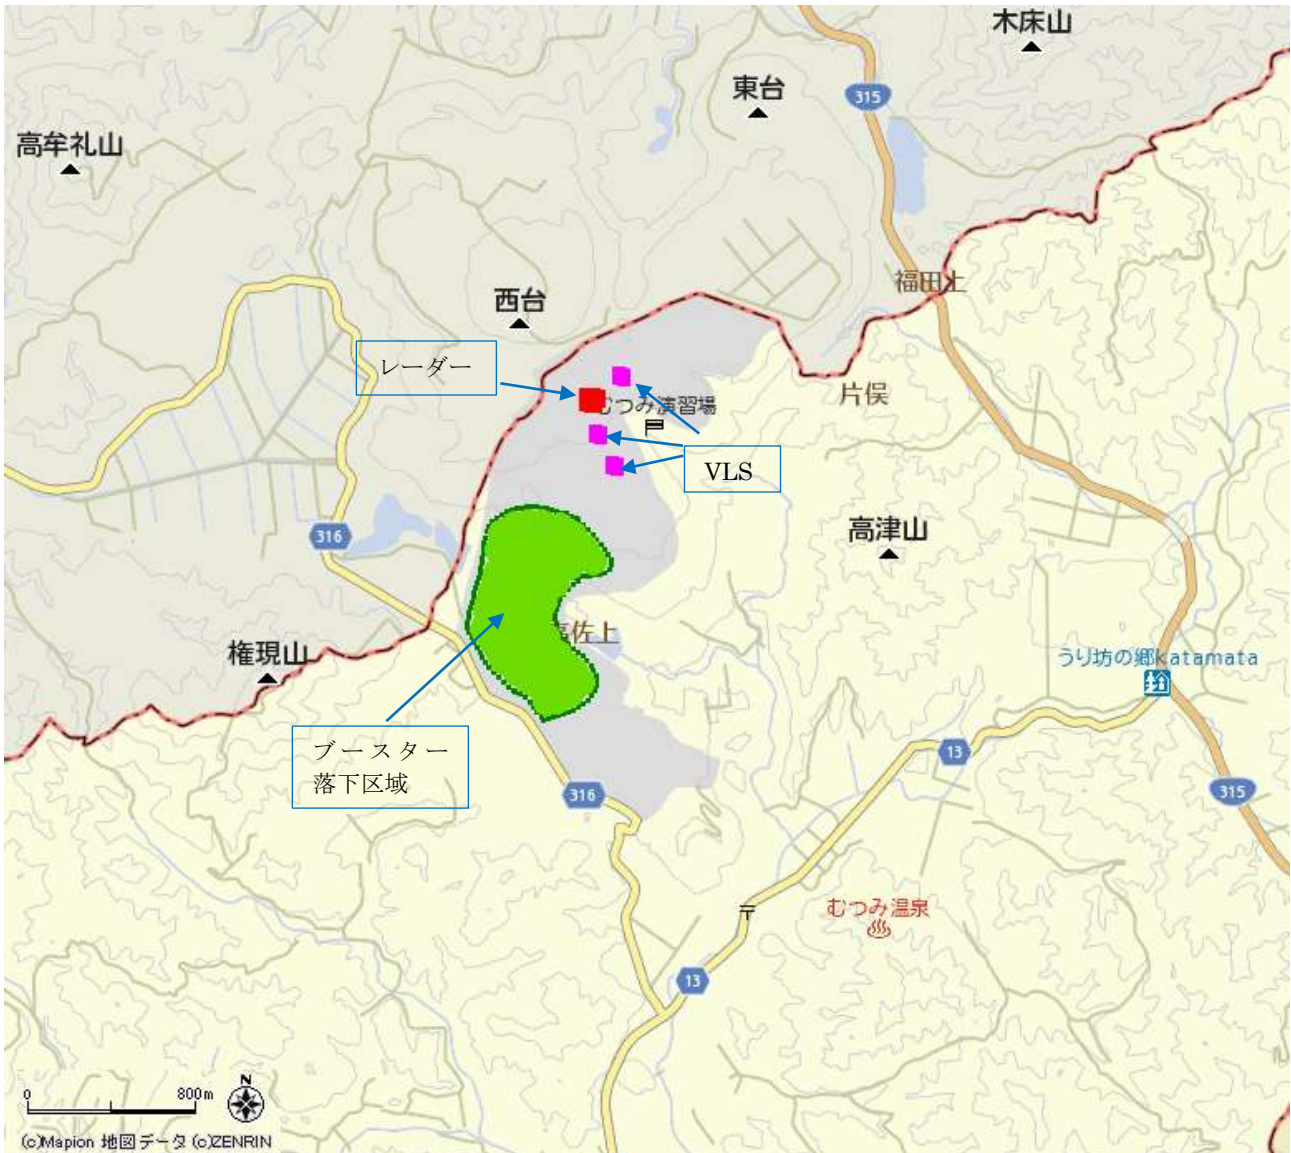 木床山
東台
315
高牟礼山
福田上
西台
レーダー
むつみ演習場
片俣
VLS
高津山
316
高佐上
権現山
うり坊の郷katamata
ブースター
落下区域
13
316
315
むつみ温泉
〒
13
N
0 800m
(c)Mapion 地図データ (c)ZENRIN